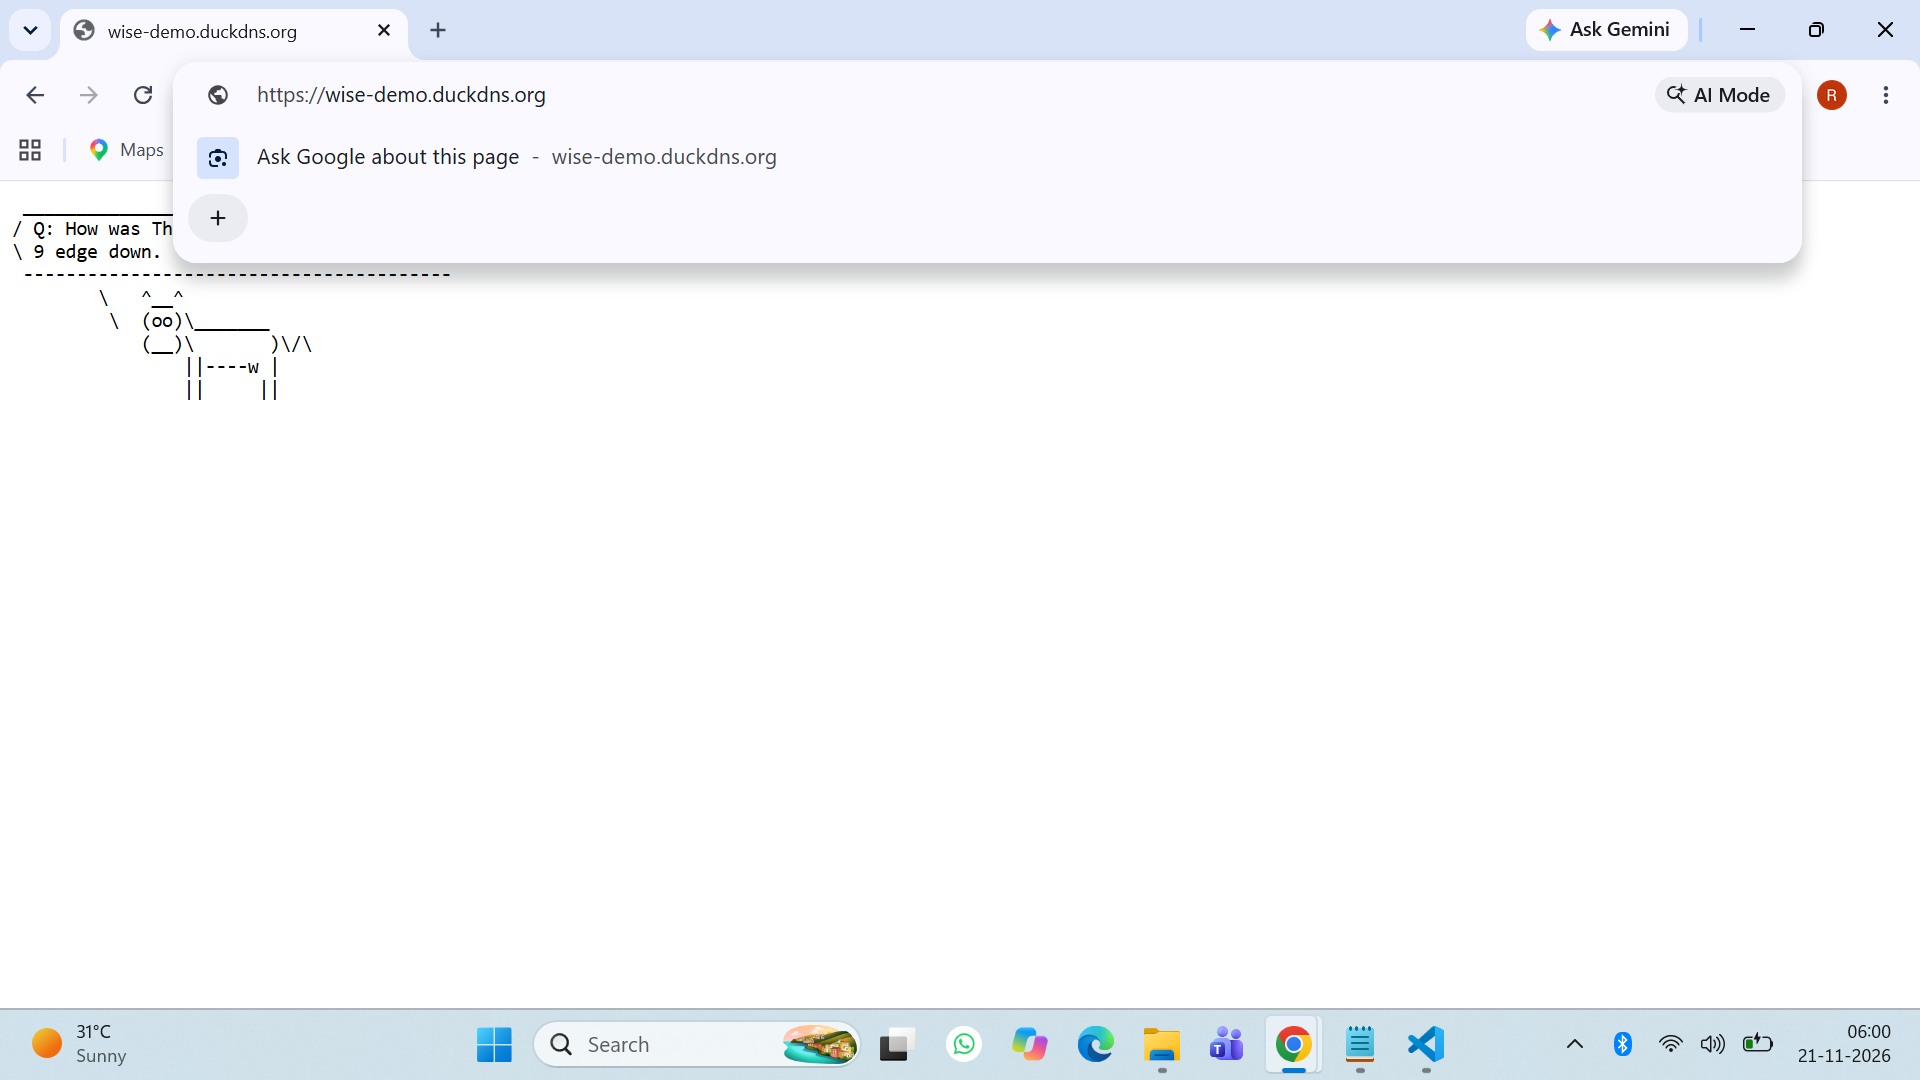 wise-demo.duckdns.org
Ask Gemini
https://wise-demo.duckdns.org
AI Mode
R
Maps
Ask Google about this page - wise-demo.duckdns.org
_______________
/ Q: How was Th
\ 9 edge down.
----------------------------------------
\   ^__^
\  (oo)\_______
(__)\       )\/\
||----w |
||     ||
31°C
Sunny
Search
T
06:00
21-11-2026